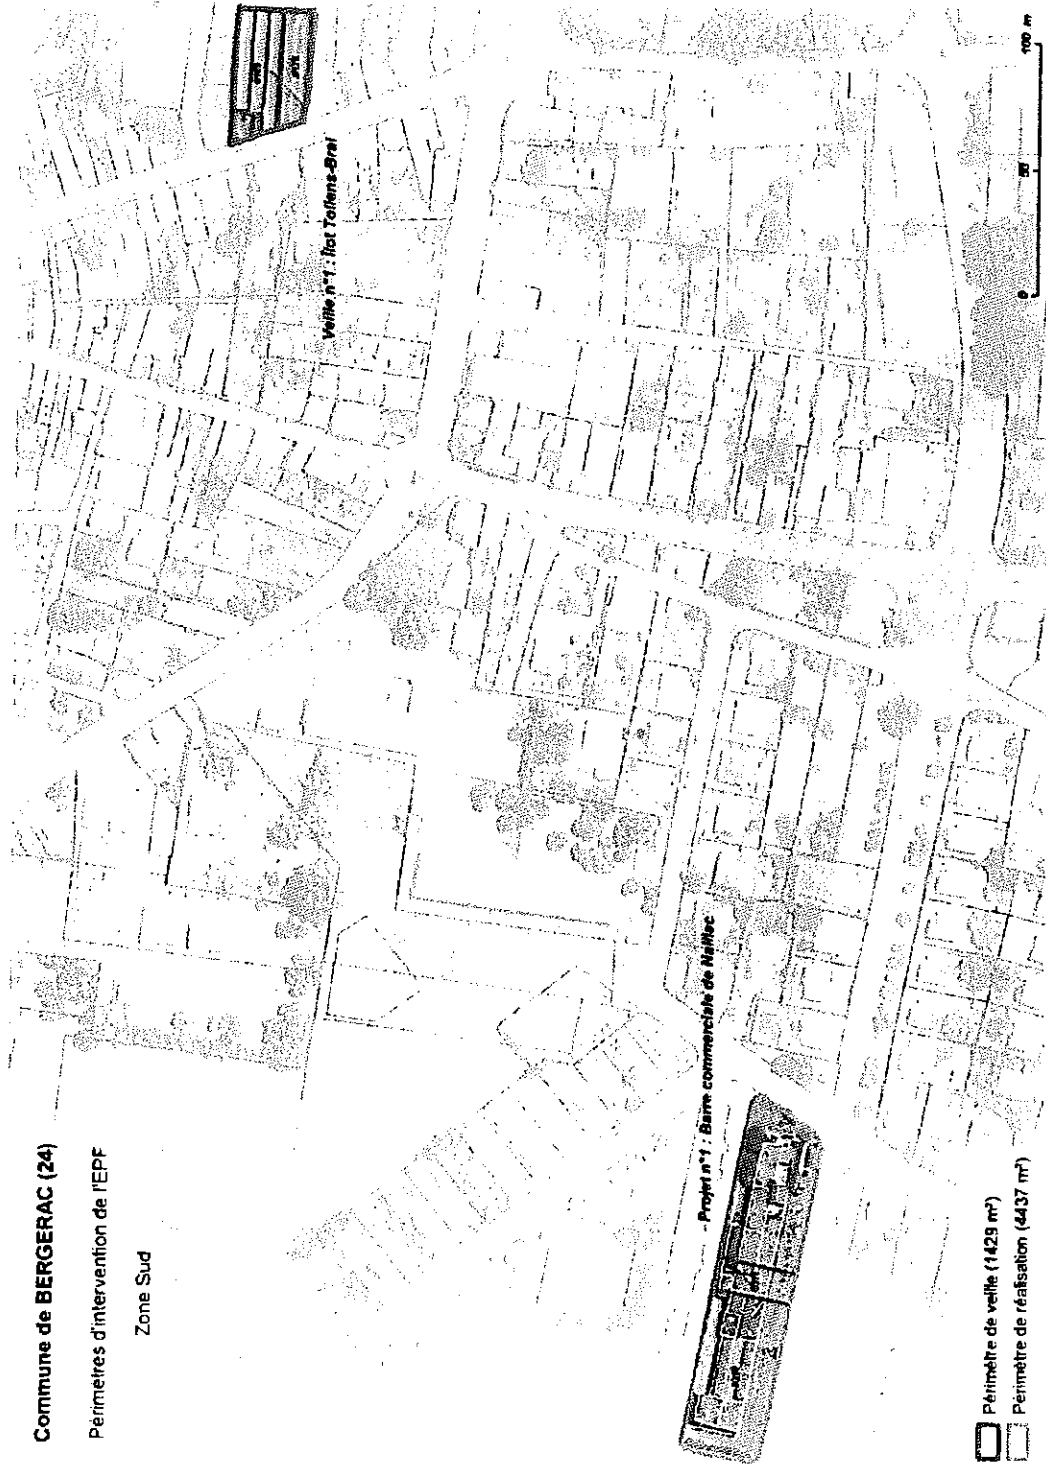 Commune de BERGERAC (24)
Périmètres d'intervention de l'EPF
Zone Sud
Veille n°1 : Ilot Tollens-Brel
- Projet n°1 : Barre commerciale de Naillac
Périmètre de veille (1429 m²)
Périmètre de réalisation (4437 m²)
0
50
100 m